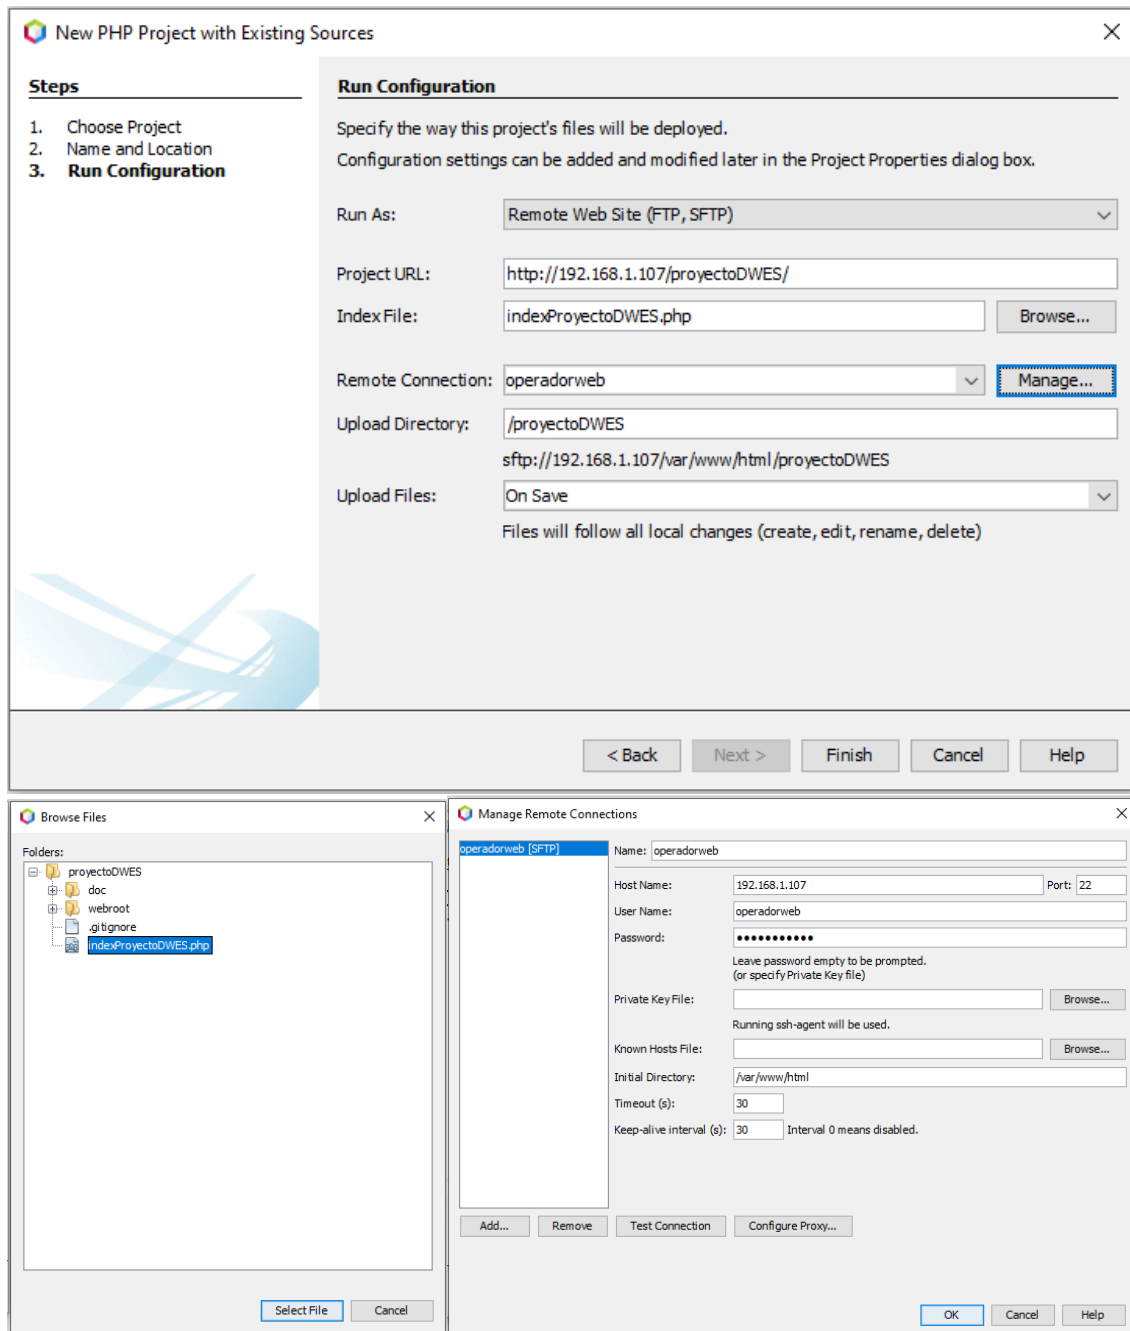 New PHP Project with Existing Sources
Steps
1. Choose Project
2. Name and Location
3. Run Configuration
Run Configuration
Specify the way this project's files will be deployed.
Configuration settings can be added and modified later in the Project Properties dialog box.
Run As: Remote Web Site (FTP, SFTP)
Project URL: http://192.168.1.107/proyectoDWES/
Index File: indexProyectoDWES.php Browse...
Remote Connection: operadorweb Manage...
Upload Directory: /proyectoDWES
sftp://192.168.1.107/var/www/html/proyectoDWES
Upload Files: On Save
Files will follow all local changes (create, edit, rename, delete)
< Back Next > Finish Cancel Help
Browse Files
Folders:
proyectoDWES
doc
webroot
.gitignore
indexProyectoDWES.php
Select File Cancel
Manage Remote Connections
operadorweb [SFTP]
Name: operadorweb
Host Name: 192.168.1.107 Port: 22
User Name: operadorweb
Password: •••••••••••
Leave password empty to be prompted.
(or specify Private Key file)
Private Key File: Browse...
Running ssh-agent will be used.
Known Hosts File: Browse...
Initial Directory: /var/www/html
Timeout (s): 30
Keep-alive interval (s): 30 Interval 0 means disabled.
Add... Remove Test Connection Configure Proxy...
OK Cancel Help